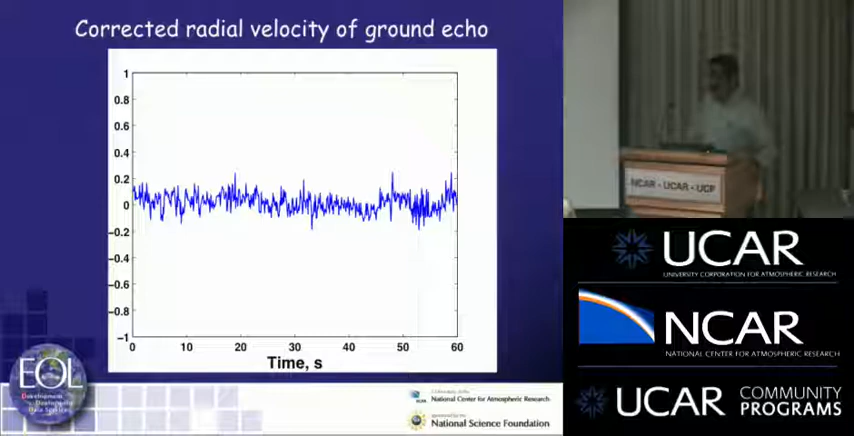 Corrected radial velocity of ground echo
1
0.8
0.6
0.4
0.2
0
−0.2
−0.4
−0.6
−0.8
−1
0 10 20 30 40 50 60
Time, s
EOL
Development
Data Services
National Center for Atmospheric Research
National Science Foundation
NCAR • UCAR • UCP
UCAR
UNIVERSITY CORPORATION FOR ATMOSPHERIC RESEARCH
NCAR
NATIONAL CENTER FOR ATMOSPHERIC RESEARCH
UCAR COMMUNITY
PROGRAMS